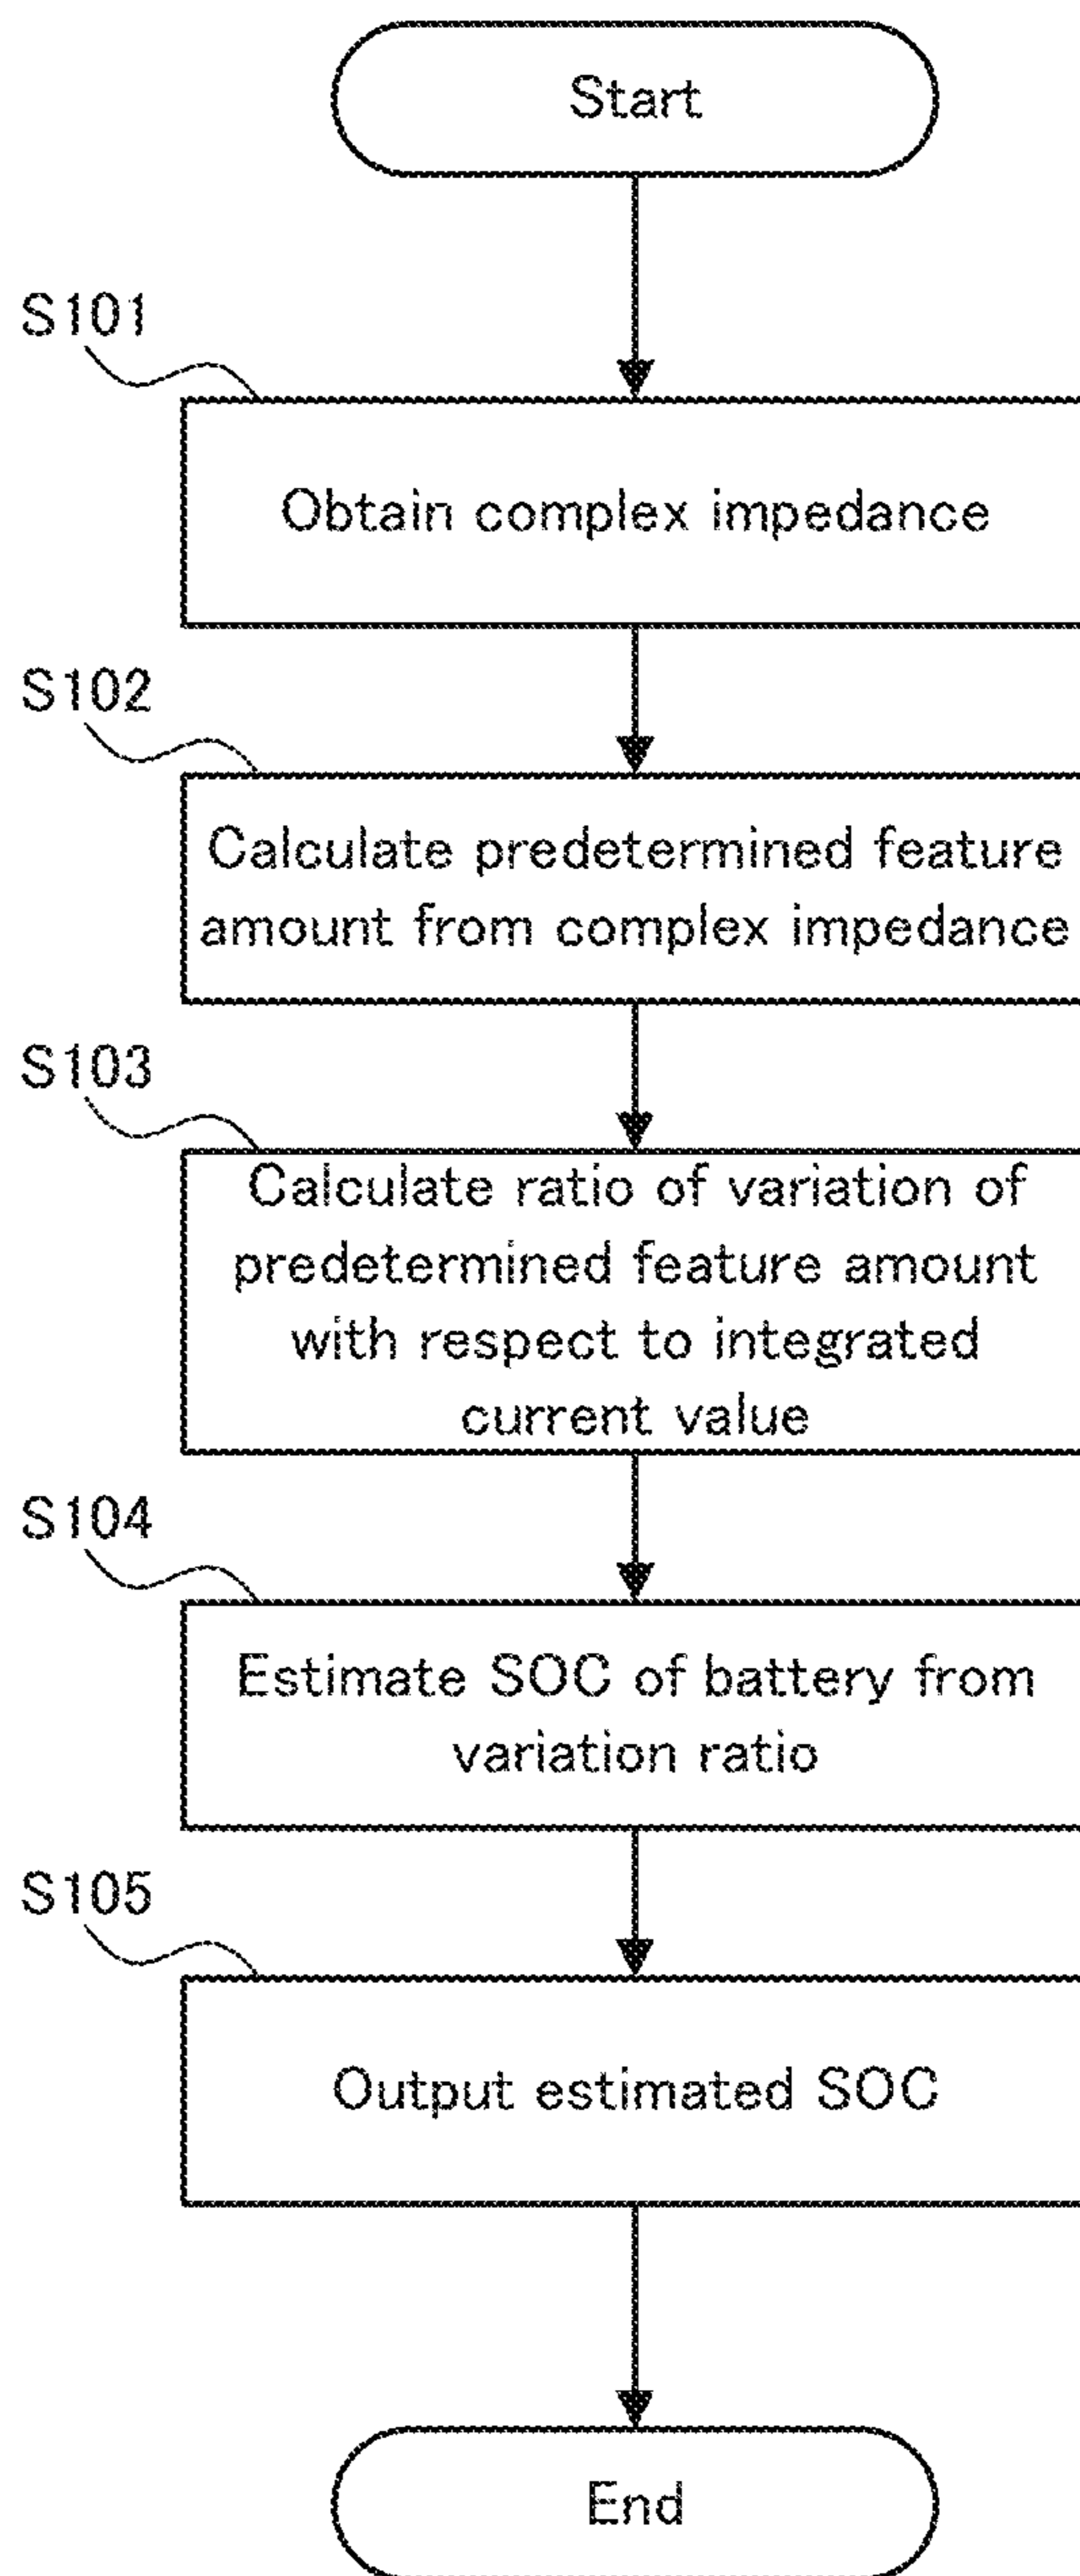 Start
S101
Obtain complex impedance
S102
Calculate predetermined feature
amount from complex impedance
S103
Calculate ratio of variation of
predetermined feature amount
with respect to integrated
current value
S104
Estimate SOC of battery from
variation ratio
S105
Output estimated SOC
End